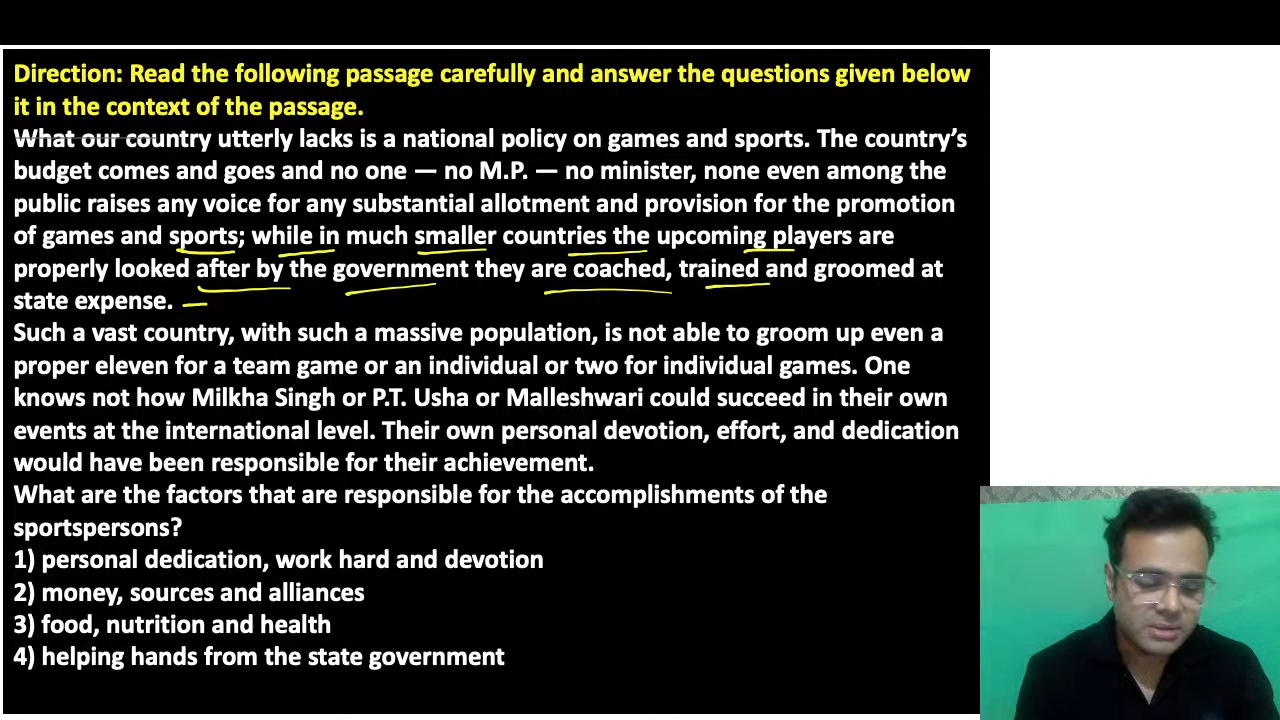 Direction: Read the following passage carefully and answer the questions given below
it in the context of the passage.
What our country utterly lacks is a national policy on games and sports. The country’s
budget comes and goes and no one — no M.P. — no minister, none even among the
public raises any voice for any substantial allotment and provision for the promotion
of games and sports; while in much smaller countries the upcoming players are
properly looked after by the government they are coached, trained and groomed at
state expense.
Such a vast country, with such a massive population, is not able to groom up even a
proper eleven for a team game or an individual or two for individual games. One
knows not how Milkha Singh or P.T. Usha or Malleshwari could succeed in their own
events at the international level. Their own personal devotion, effort, and dedication
would have been responsible for their achievement.
What are the factors that are responsible for the accomplishments of the
sportspersons?
1) personal dedication, work hard and devotion
2) money, sources and alliances
3) food, nutrition and health
4) helping hands from the state government